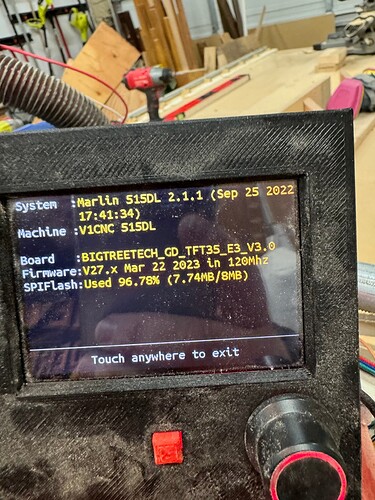 System :Marlin 515DL 2.1.1 (Sep 25 2022
17:41:34)
Machine :V1CNC 515DL
Board :BIGTREETECH_GD_TFT35_E3_V3.0
Firmware:V27.x Mar 22 2023 in 120Mhz
SPIFlash:Used 96.78% (7.74MB/8MB)
Touch anywhere to exit